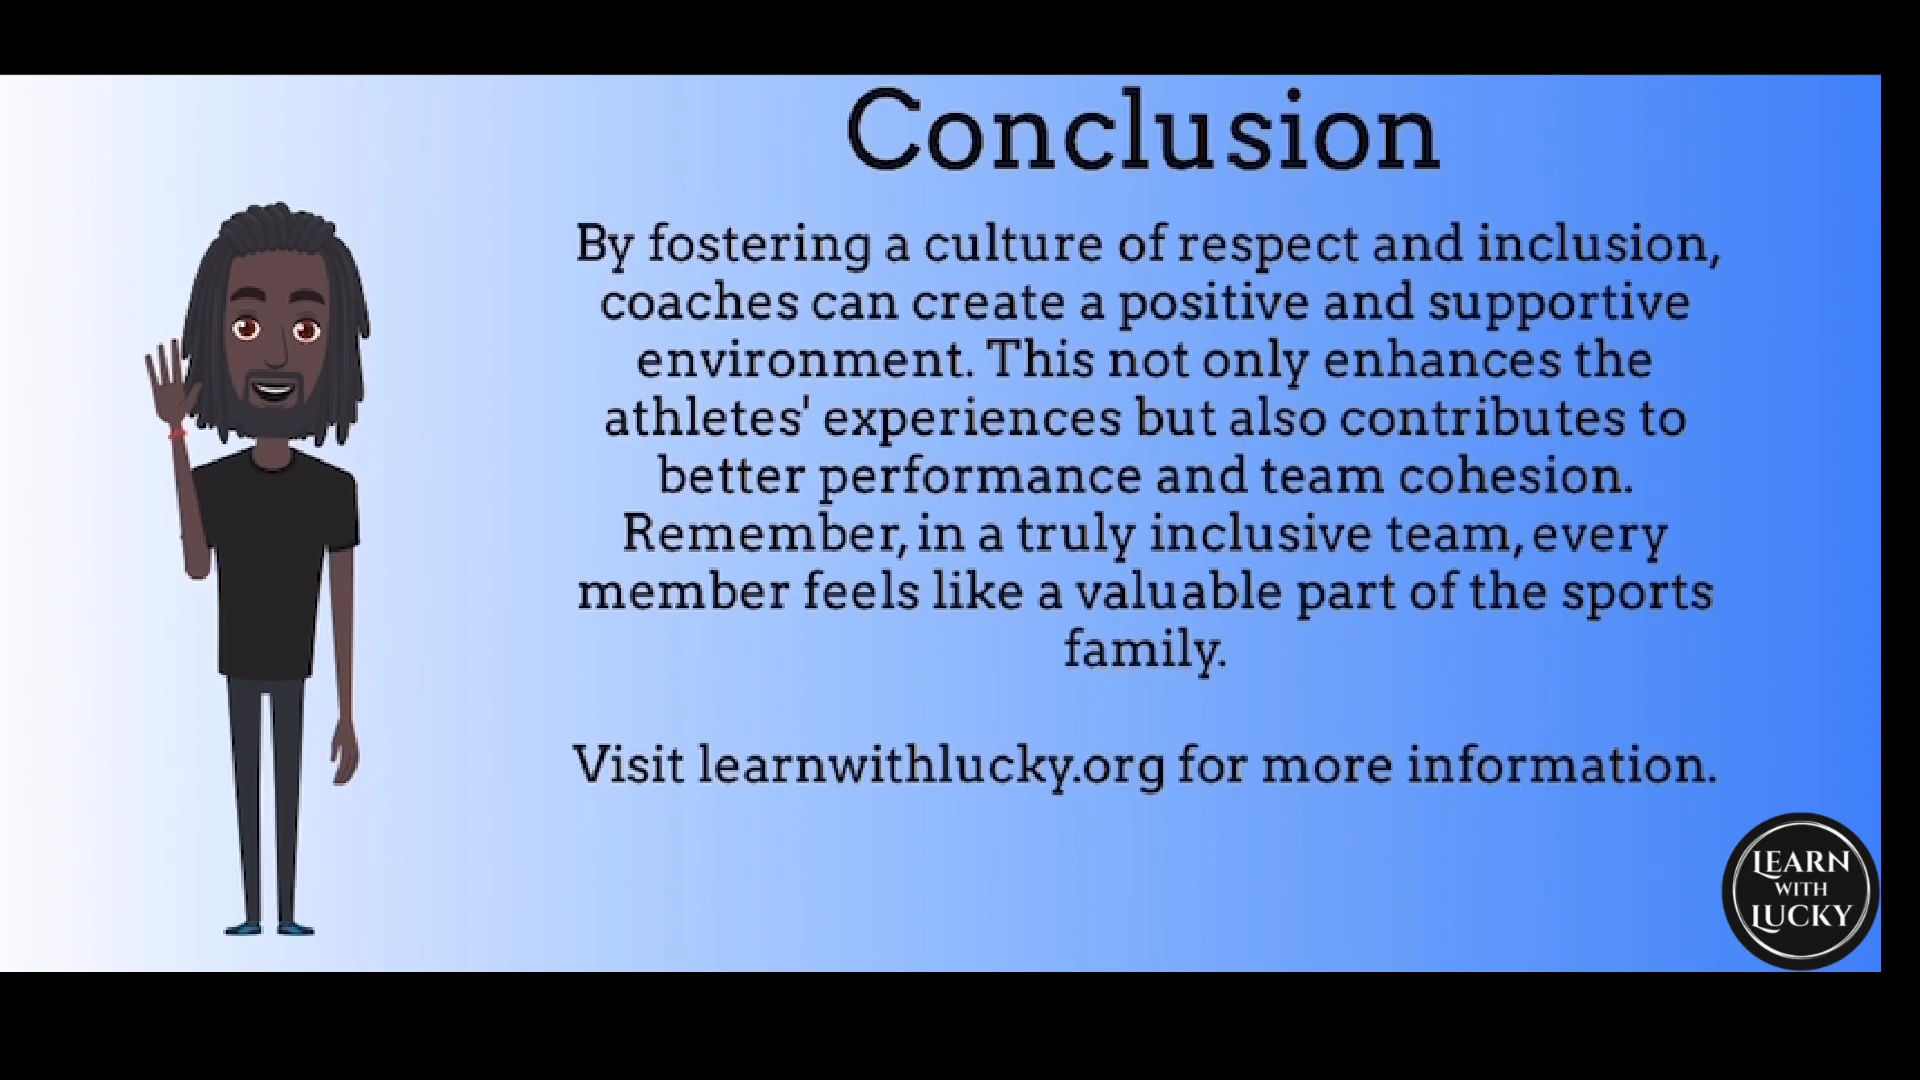 Conclusion
By fostering a culture of respect and inclusion,
coaches can create a positive and supportive
environment. This not only enhances the
athletes' experiences but also contributes to
better performance and team cohesion.
Remember, in a truly inclusive team, every
member feels like a valuable part of the sports
family.
Visit learnwithlucky.org for more information.
LEARN
WITH
LUCKY